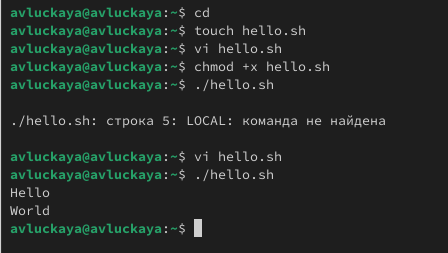 avluckaya@avluckaya:~$ cd
avluckaya@avluckaya:~$ touch hello.sh
avluckaya@avluckaya:~$ vi hello.sh
avluckaya@avluckaya:~$ chmod +x hello.sh
avluckaya@avluckaya:~$ ./hello.sh
./hello.sh: строка 5: LOCAL: команда не найдена
avluckaya@avluckaya:~$ vi hello.sh
avluckaya@avluckaya:~$ ./hello.sh
Hello
World
avluckaya@avluckaya:~$